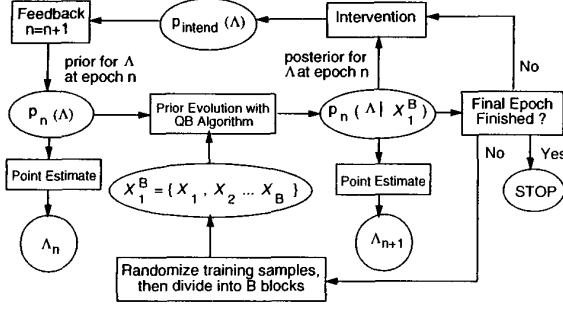 Feedback
n=n+1
p_intend (Λ)
Intervention
prior for Λ
at epoch n
posterior for
Λ at epoch n
No
p_n (Λ)
Prior Evolution with
QB Algorithm
p_n ( Λ | X_1^B )
Final Epoch
Finished ?
No
Yes
Point Estimate
X_1^B = { X_1 , X_2 ... X_B }
Point Estimate
STOP
Λ_n
Λ_n+1
Randomize training samples,
then divide into B blocks